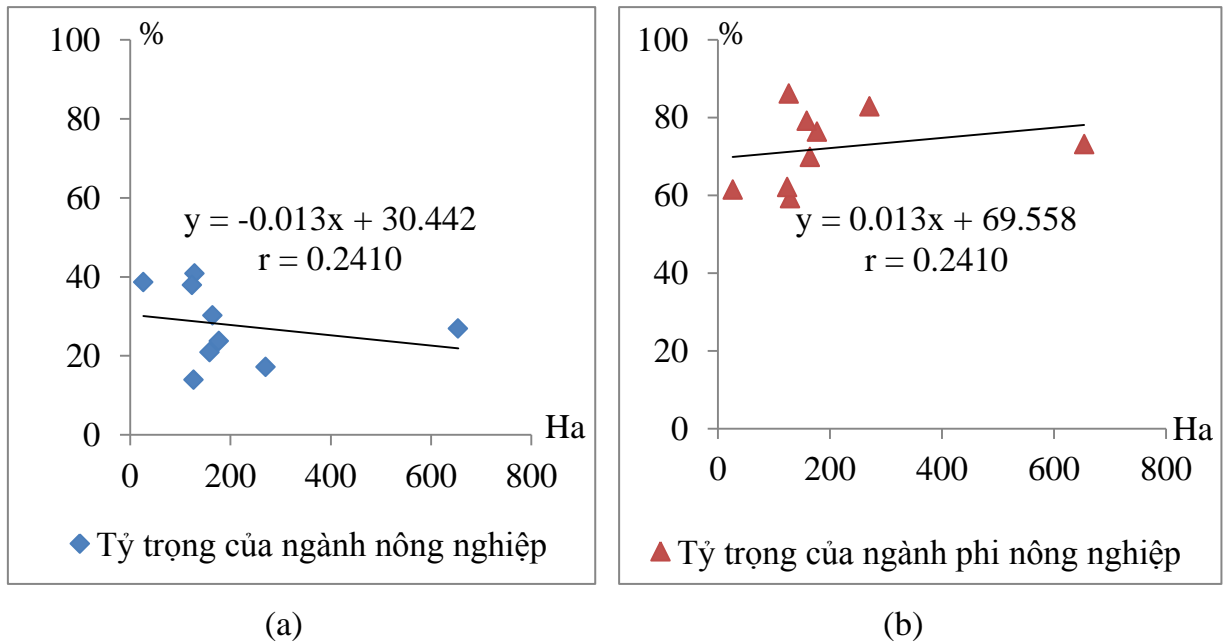 %
100
80
60
40
20
0
y = -0.013x + 30.442
r = 0.2410
Ha
0 200 400 600 800
Tỷ trọng của ngành nông nghiệp
(a)
%
100
80
60
40
20
0
y = 0.013x + 69.558
r = 0.2410
Ha
0 200 400 600 800
Tỷ trọng của ngành phi nông nghiệp
(b)